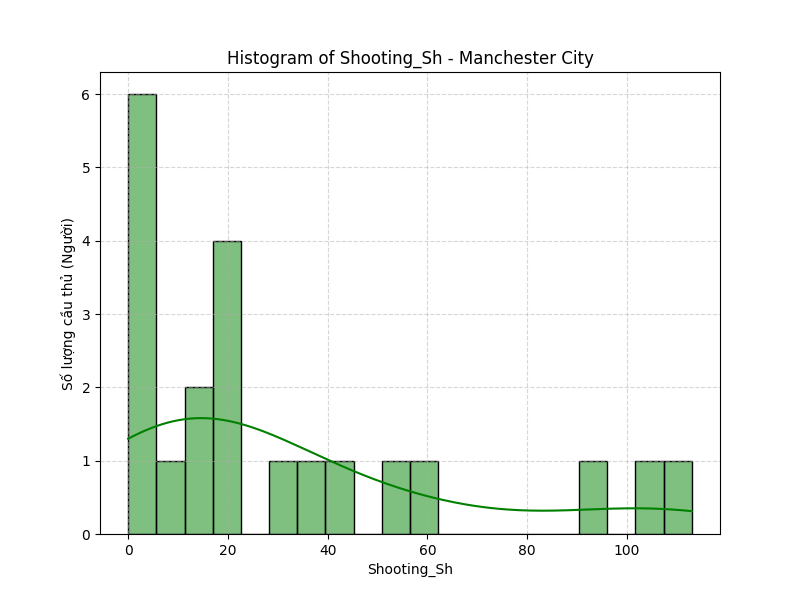 Histogram of Shooting_Sh - Manchester City
Số lượng cầu thủ (Người)
6
5
4
3
2
1
0
0 20 40 60 80 100
Shooting_Sh